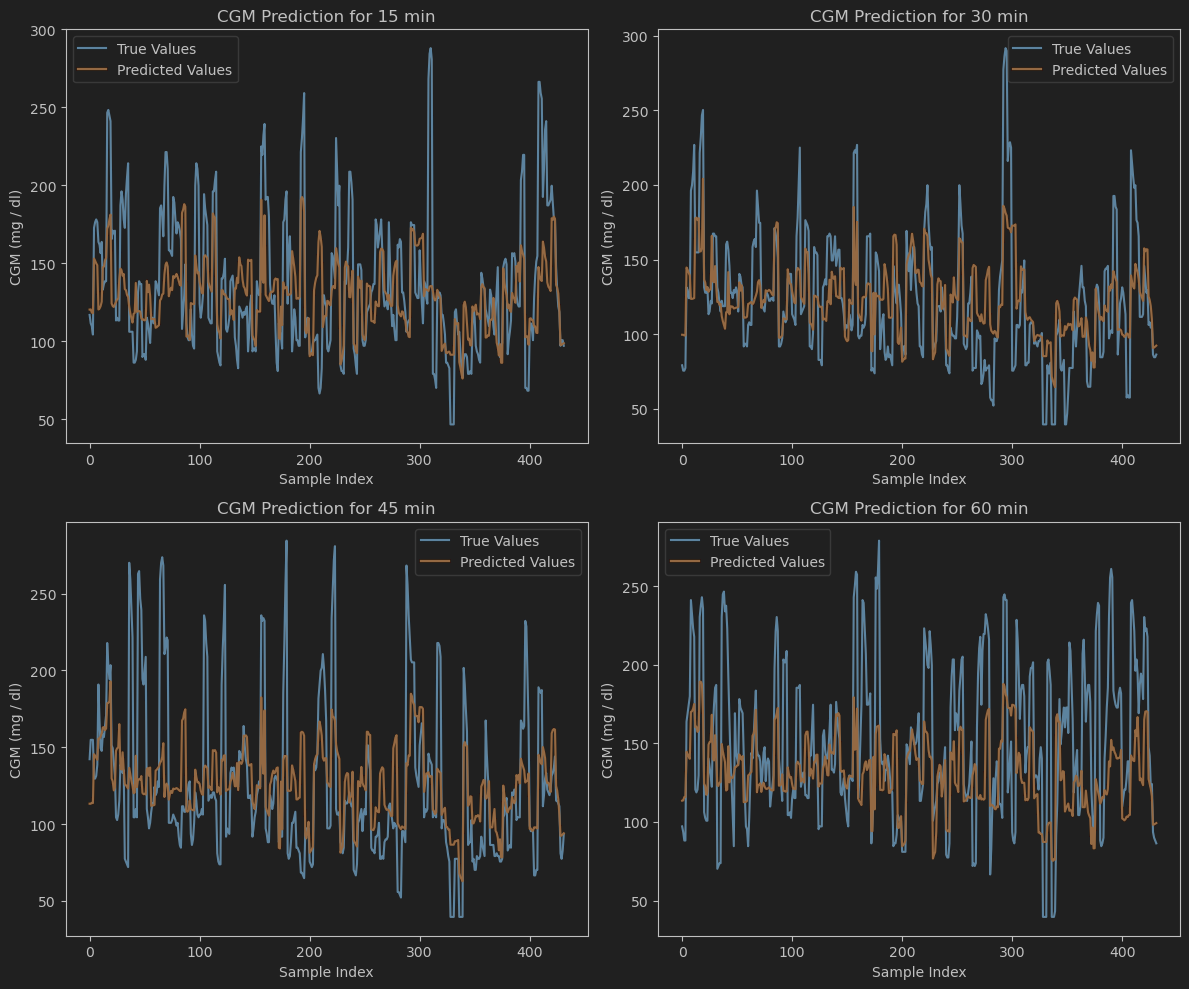 CGM Prediction for 15 min
CGM (mg / dl)
300
250
200
150
100
50
True Values
Predicted Values
0 100 200 300 400
Sample Index
CGM Prediction for 30 min
CGM (mg / dl)
300
250
200
150
100
50
True Values
Predicted Values
0 100 200 300 400
Sample Index
CGM Prediction for 45 min
CGM (mg / dl)
250
200
150
100
50
True Values
Predicted Values
0 100 200 300 400
Sample Index
CGM Prediction for 60 min
CGM (mg / dl)
250
200
150
100
50
True Values
Predicted Values
0 100 200 300 400
Sample Index